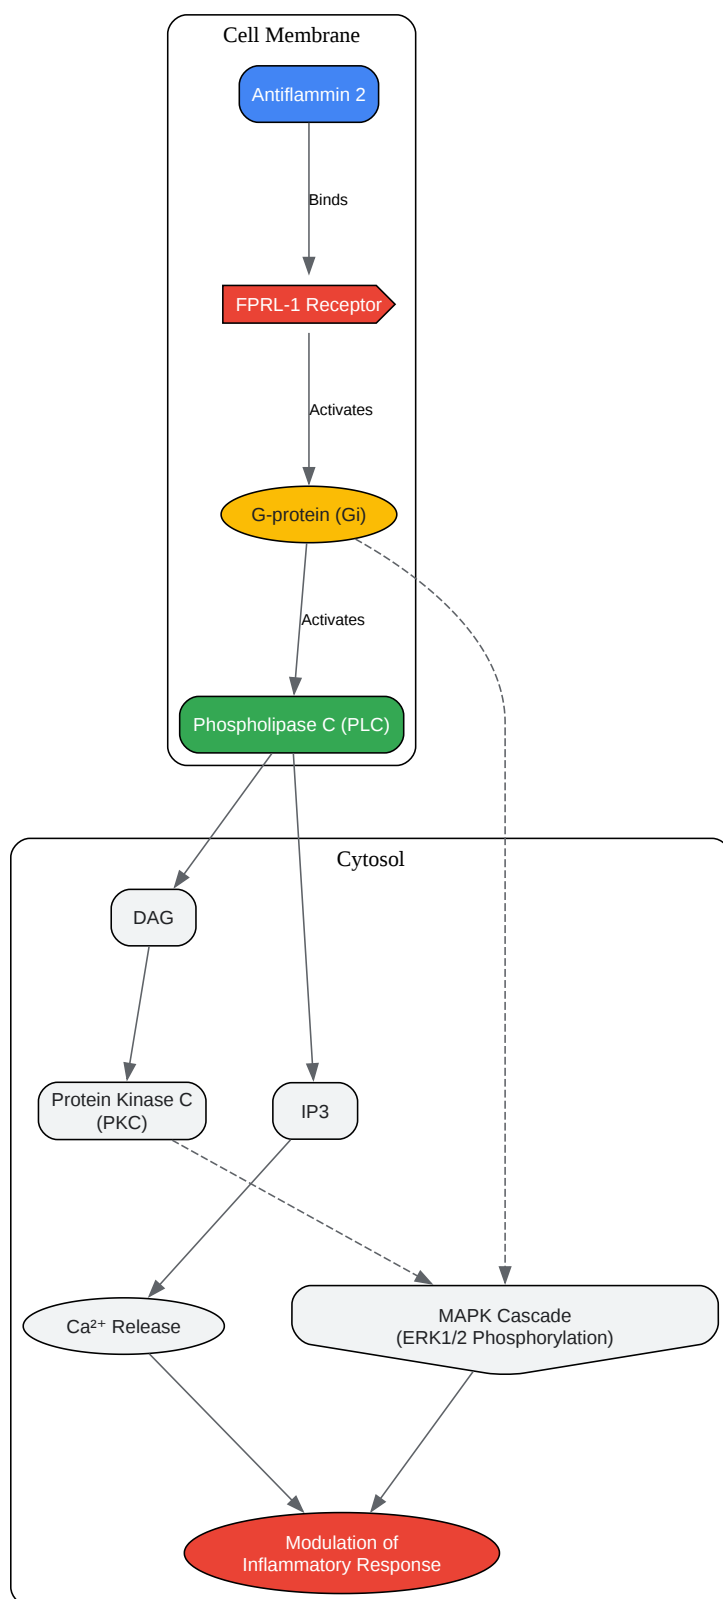 Cell Membrane
Antiflammin 2
Binds
FPRL-1 Receptor
Activates
G-protein (Gi)
Activates
Phospholipase C (PLC)
Cytosol
DAG
Protein Kinase C
(PKC)
IP3
Ca²⁺ Release
MAPK Cascade
(ERK1/2 Phosphorylation)
Modulation of
Inflammatory Response